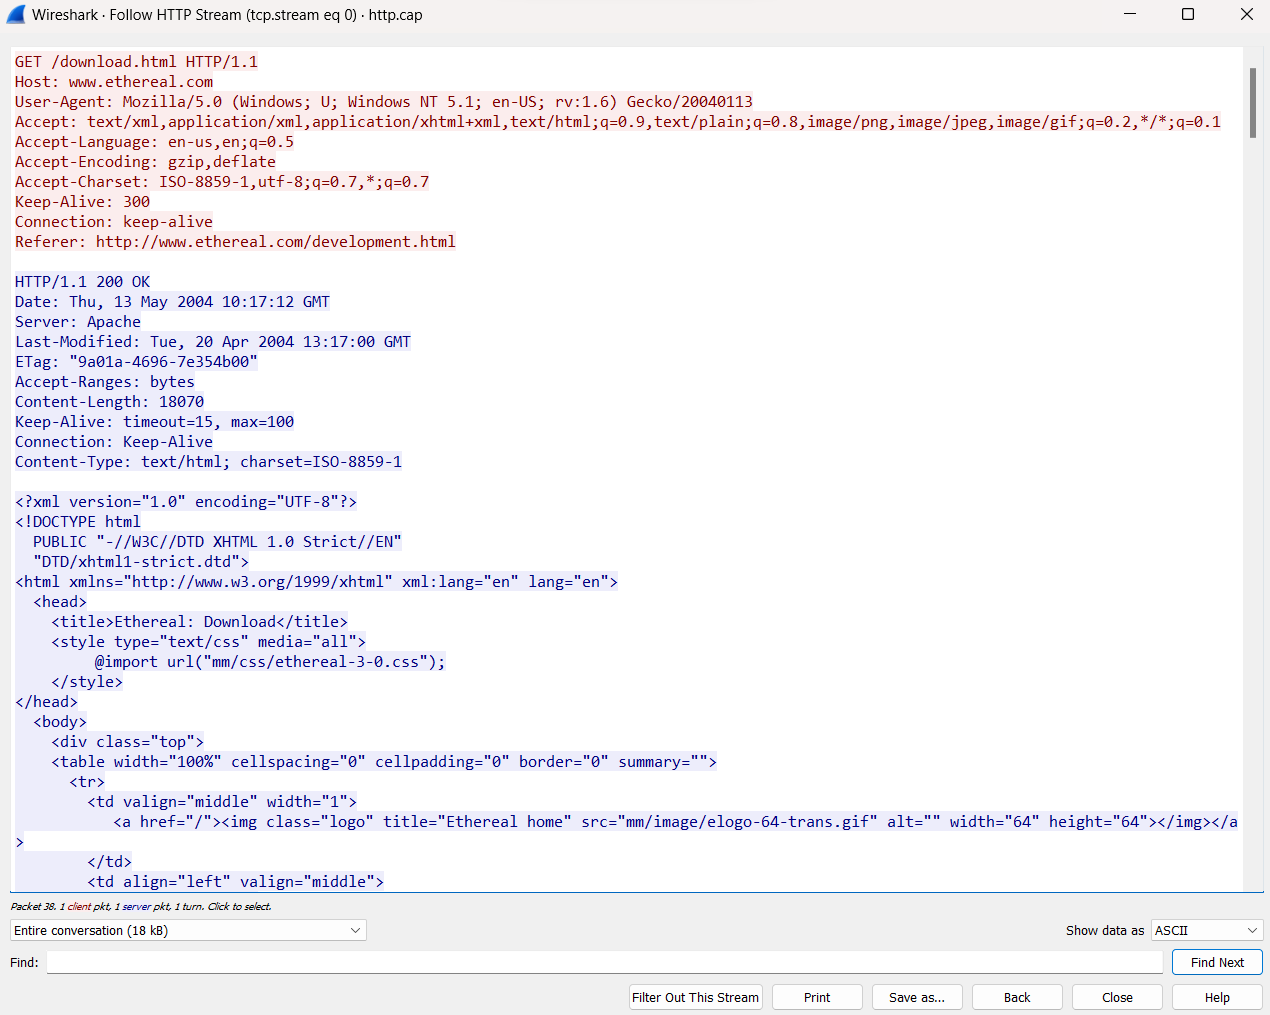 Wireshark · Follow HTTP Stream (tcp.stream eq 0) · http.cap
GET /download.html HTTP/1.1
Host: www.ethereal.com
User-Agent: Mozilla/5.0 (Windows; U; Windows NT 5.1; en-US; rv:1.6) Gecko/20040113
Accept: text/xml,application/xml,application/xhtml+xml,text/html;q=0.9,text/plain;q=0.8,image/png,image/jpeg,image/gif;q=0.2,*/*;q=0.1
Accept-Language: en-us,en;q=0.5
Accept-Encoding: gzip,deflate
Accept-Charset: ISO-8859-1,utf-8;q=0.7,*;q=0.7
Keep-Alive: 300
Connection: keep-alive
Referer: http://www.ethereal.com/development.html
HTTP/1.1 200 OK
Date: Thu, 13 May 2004 10:17:12 GMT
Server: Apache
Last-Modified: Tue, 20 Apr 2004 13:17:00 GMT
ETag: "9a01a-4696-7e354b00"
Accept-Ranges: bytes
Content-Length: 18070
Keep-Alive: timeout=15, max=100
Connection: Keep-Alive
Content-Type: text/html; charset=ISO-8859-1
<?xml version="1.0" encoding="UTF-8"?>
<!DOCTYPE html
  PUBLIC "-//W3C//DTD XHTML 1.0 Strict//EN"
  "DTD/xhtml1-strict.dtd">
<html xmlns="http://www.w3.org/1999/xhtml" xml:lang="en" lang="en">
  <head>
    <title>Ethereal: Download</title>
    <style type="text/css" media="all">
         @import url("mm/css/ethereal-3-0.css");
    </style>
</head>
  <body>
    <div class="top">
    <table width="100%" cellspacing="0" cellpadding="0" border="0" summary="">
      <tr>
        <td valign="middle" width="1">
           <a href="/"><img class="logo" title="Ethereal home" src="mm/image/elogo-64-trans.gif" alt="" width="64" height="64"></img></a
>
        </td>
        <td align="left" valign="middle">
Packet 38. 1 client pkt, 1 server pkt, 1 turn. Click to select.
Entire conversation (18 kB)
Show data as ASCII
Find:
Find Next
Filter Out This Stream
Print
Save as...
Back
Close
Help